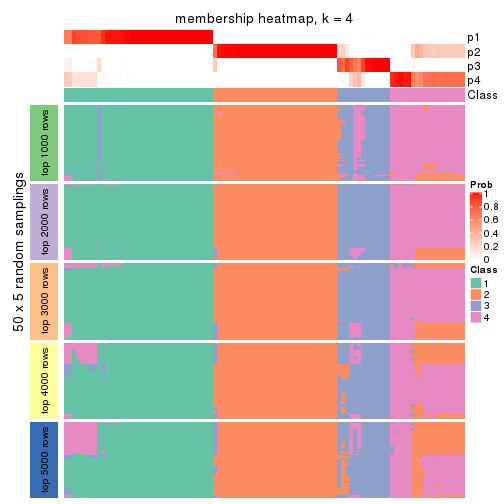 membership heatmap, k = 4
p1
p2
p3
p4
Class
50 x 5 random samplings
top 1000 rows
top 2000 rows
top 3000 rows
top 4000 rows
top 5000 rows
Prob
1
0.8
0.6
0.4
0.2
0
Class
1
2
3
4